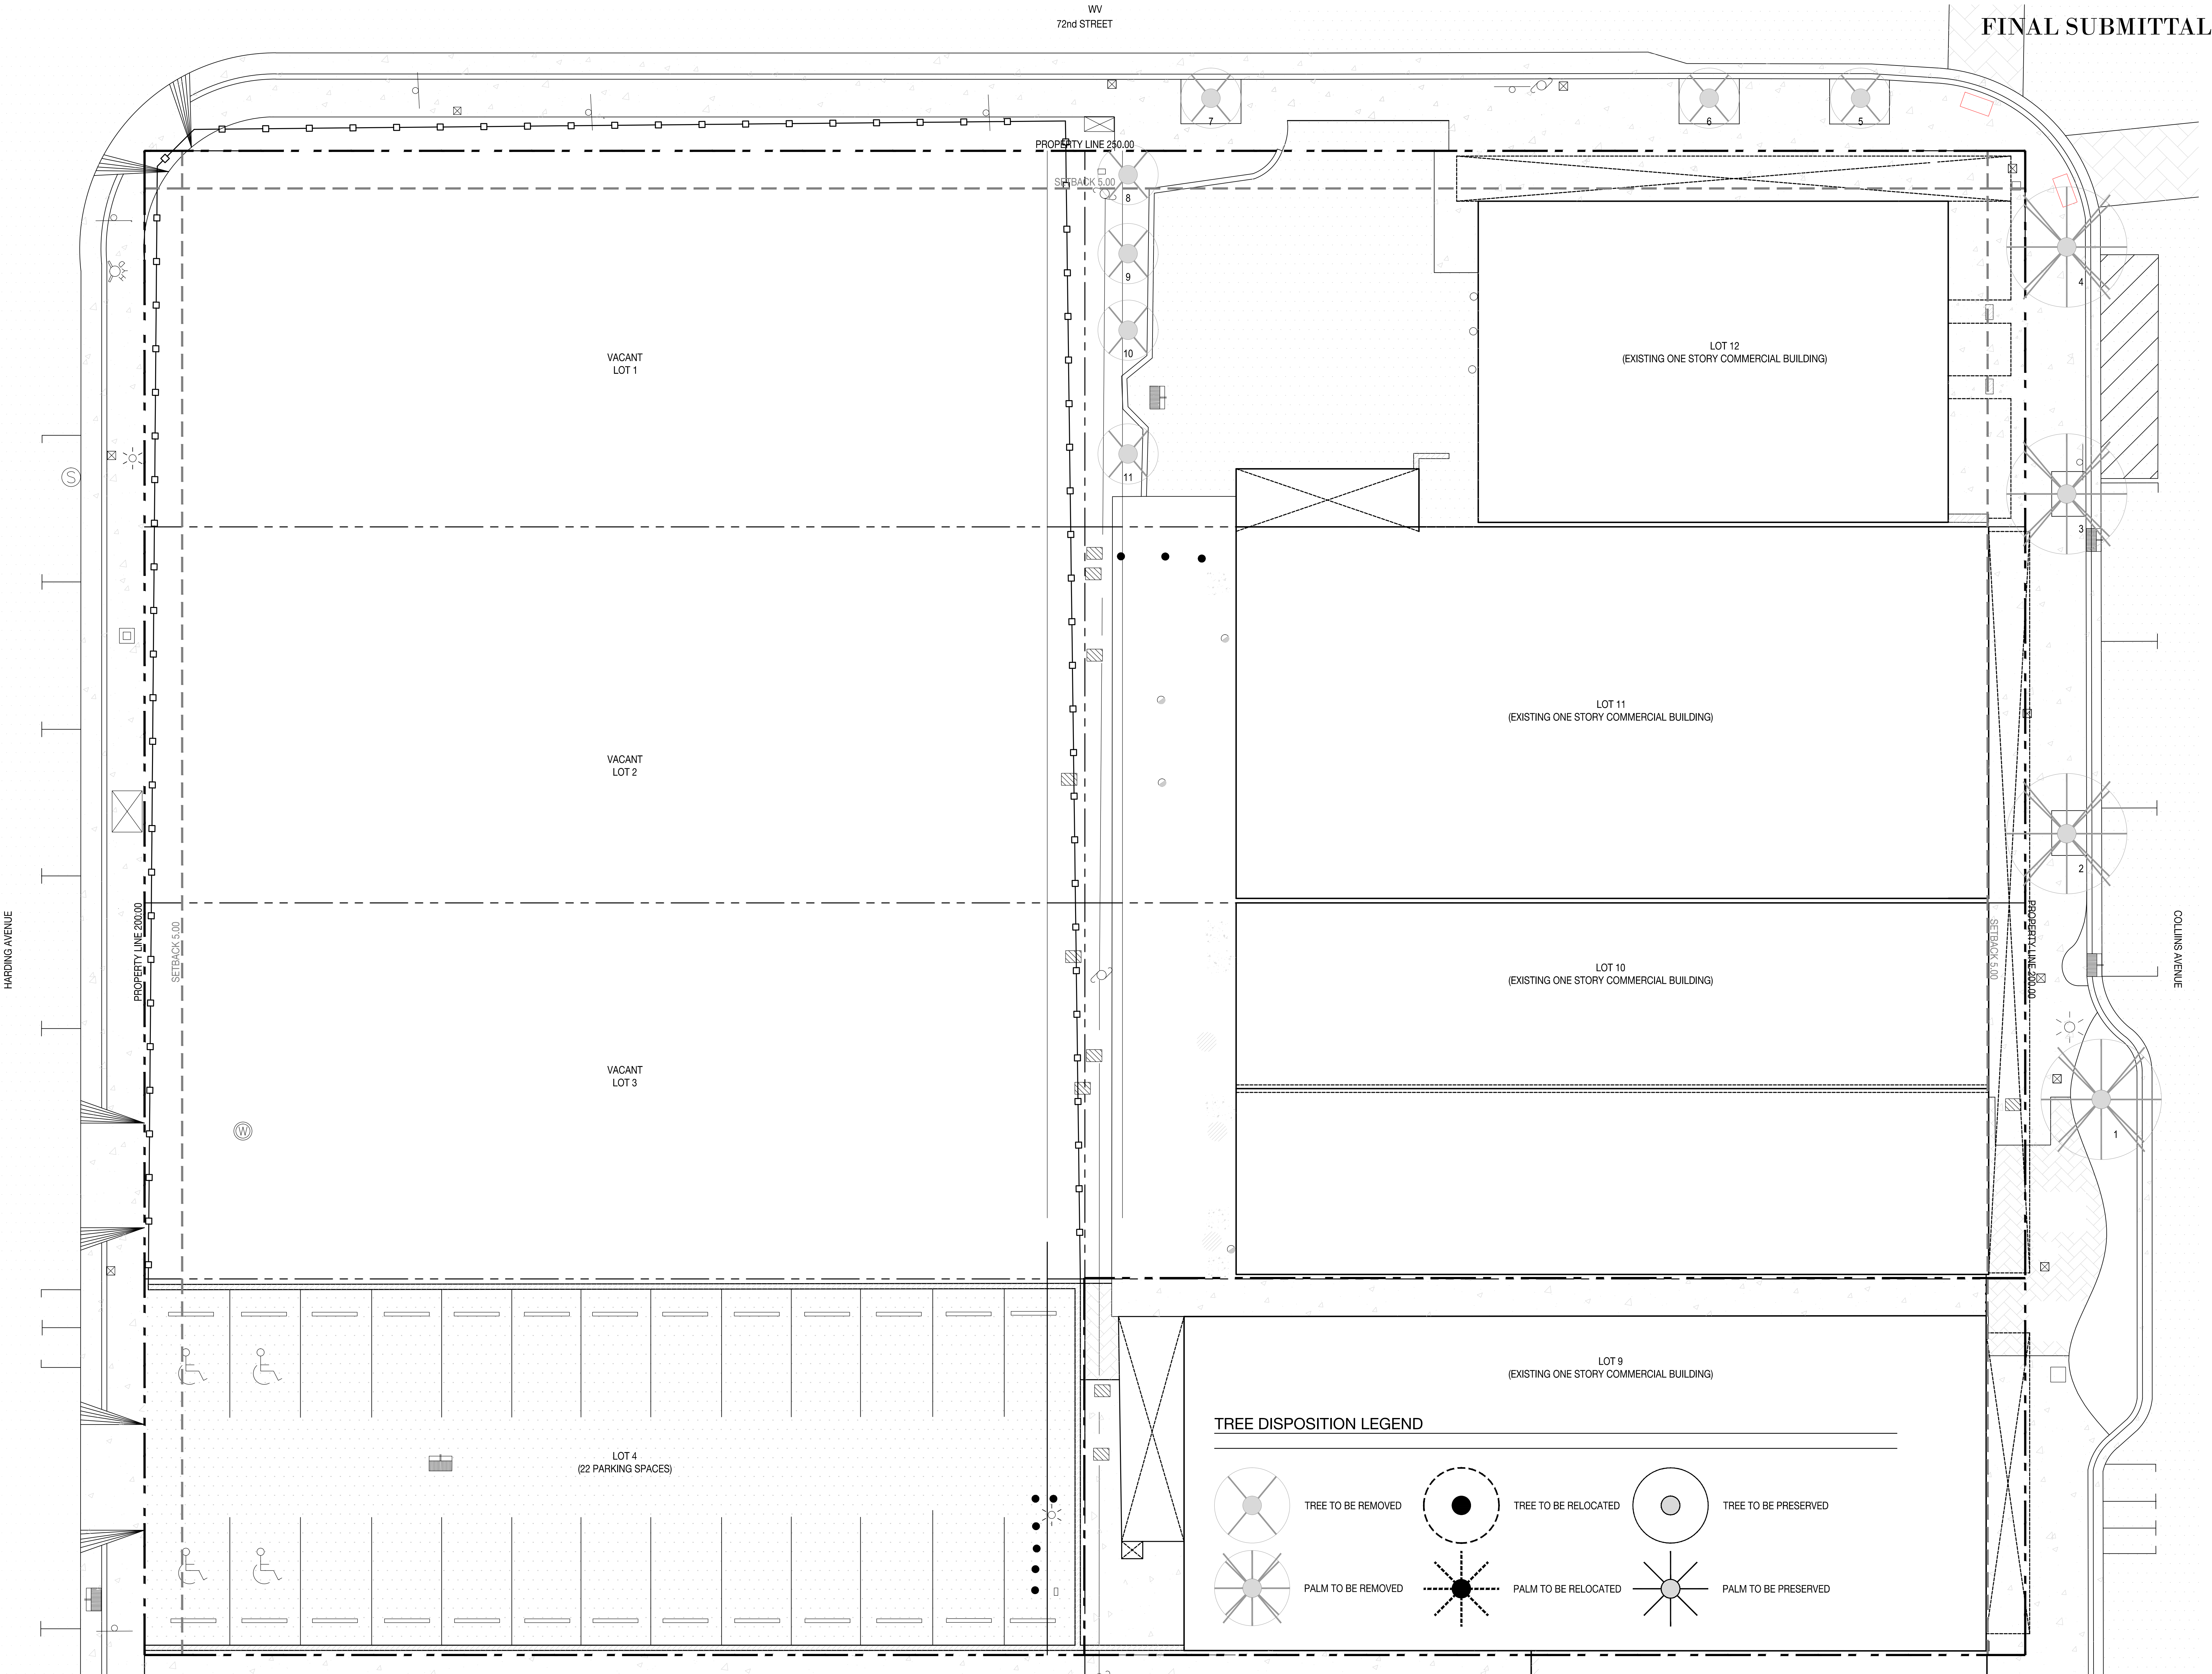 WV
72nd STREET
FINAL SUBMITTAL
7
6
5
PROPERTY LINE 250.00
SETBACK 5.00
8
9
4
10
VACANT
LOT 1
LOT 12
(EXISTING ONE STORY COMMERCIAL BUILDING)
11
S
3
LOT 11
(EXISTING ONE STORY COMMERCIAL BUILDING)
VACANT
LOT 2
2
HARDING AVENUE
PROPERTY LINE 200.00
SETBACK 5.00
LOT 10
(EXISTING ONE STORY COMMERCIAL BUILDING)
SETBACK 5.00
PROPERTY LINE 200.00
COLLIINS AVENUE
VACANT
LOT 3
W
1
LOT 9
(EXISTING ONE STORY COMMERCIAL BUILDING)
TREE DISPOSITION LEGEND
LOT 4
(22 PARKING SPACES)
TREE TO BE REMOVED
TREE TO BE RELOCATED
TREE TO BE PRESERVED
PALM TO BE REMOVED
PALM TO BE RELOCATED
PALM TO BE PRESERVED